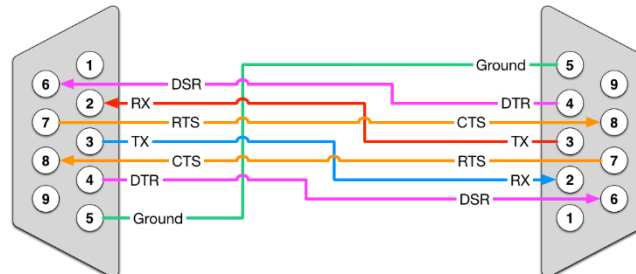 1
Ground 5
6 DSR 9
2 RX DTR 4
7 RTS CTS 8
3 TX TX 3
8 CTS RTS 7
4 DTR RX 2
9 DSR 6
5 Ground 1